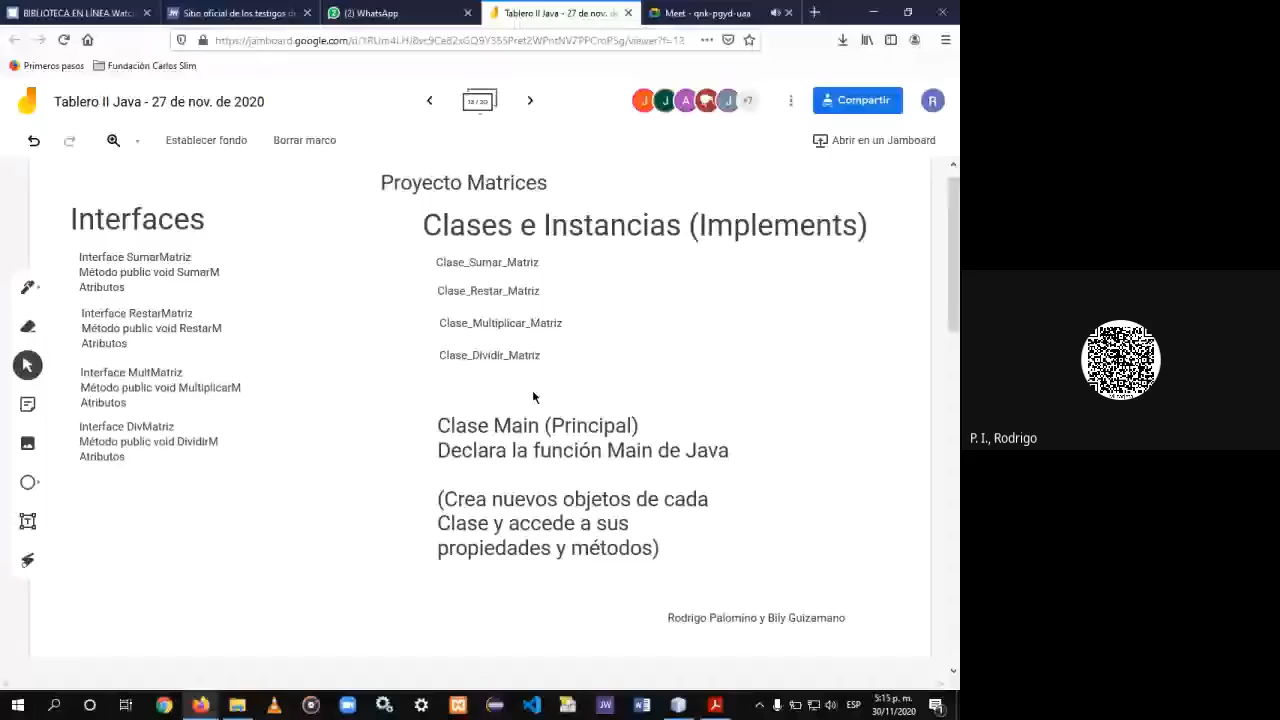 BIBLIOTECA EN LÍNEA Watc
Sitio oficial de los testigos d
(2) WhatsApp
Tablero II Java - 27 de nov. de
Meet - qnk-pgyd-uaa
Primeros pasos
Fundación Carlos Slim
Tablero II Java - 27 de nov. de 2020
+7
Compartir
R
Establecer fondo
Borrar marco
Abrir en un Jamboard
Proyecto Matrices
Interfaces
Clases e Instancias (Implements)
Interface SumarMatriz
Método public void SumarM
Atributos
Interface RestarMatriz
Método public void RestarM
Atributos
Interface MultMatriz
Método public void MultiplicarM
Atributos
Interface DivMatriz
Método public void DividirM
Atributos
Clase_Sumar_Matriz
Clase_Restar_Matriz
Clase_Multiplicar_Matriz
Clase_Dividir_Matriz
Clase Main (Principal)
Declara la función Main de Java
(Crea nuevos objetos de cada
Clase y accede a sus
propiedades y métodos)
Rodrigo Palomino y Bily Guizamano
P. I., Rodrigo
ESP
5:15 p. m.
30/11/2020